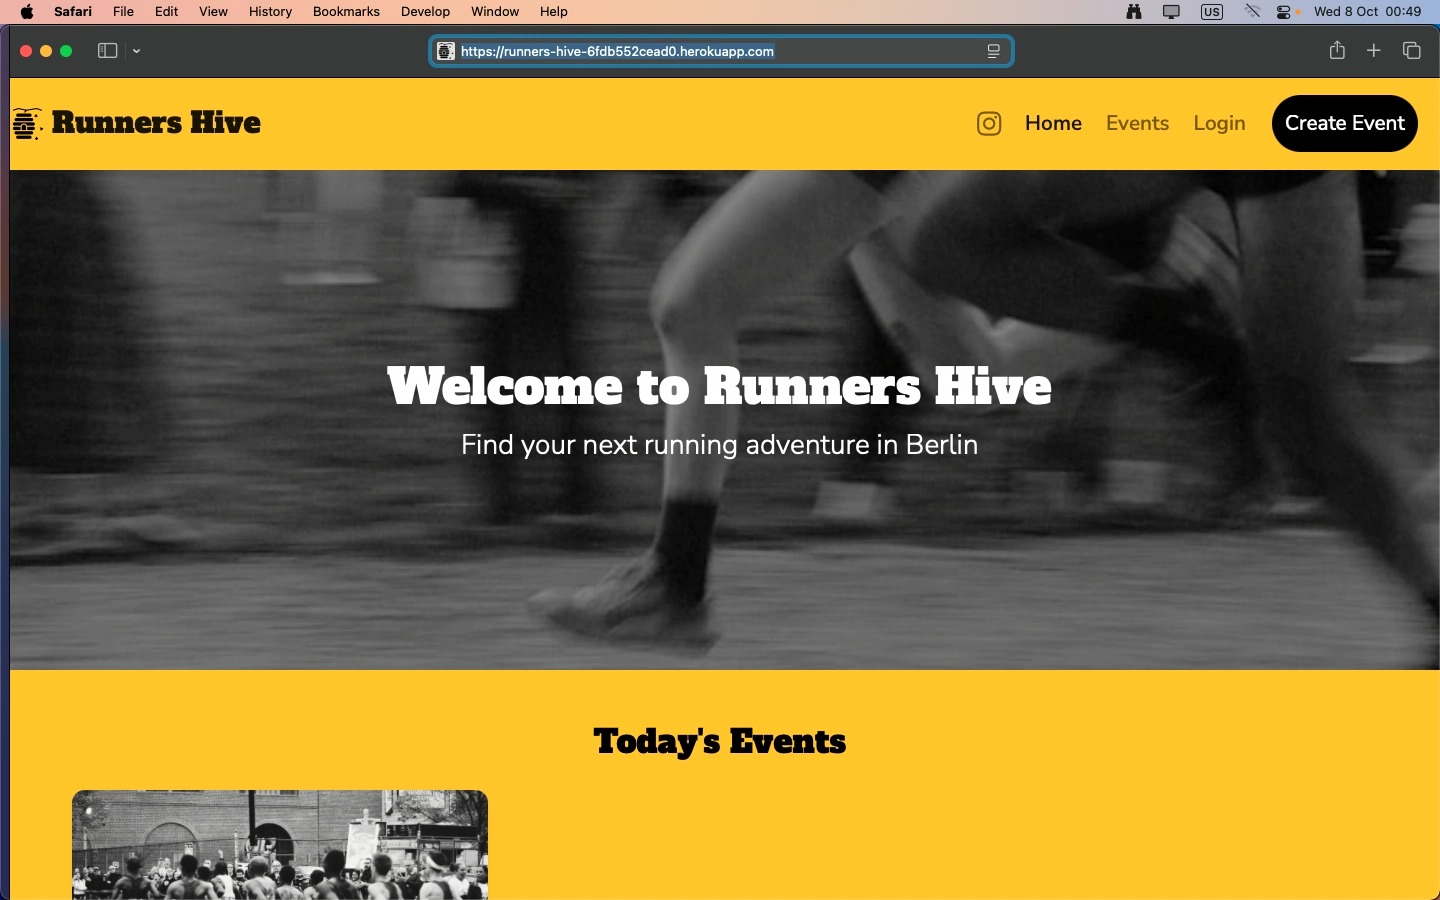 Safari File Edit View History Bookmarks Develop Window Help US Wed 8 Oct 00:49
https://runners-hive-6fdb552cead0.herokuapp.com
Runners Hive Home Events Login Create Event
Welcome to Runners Hive
Find your next running adventure in Berlin
Today's Events